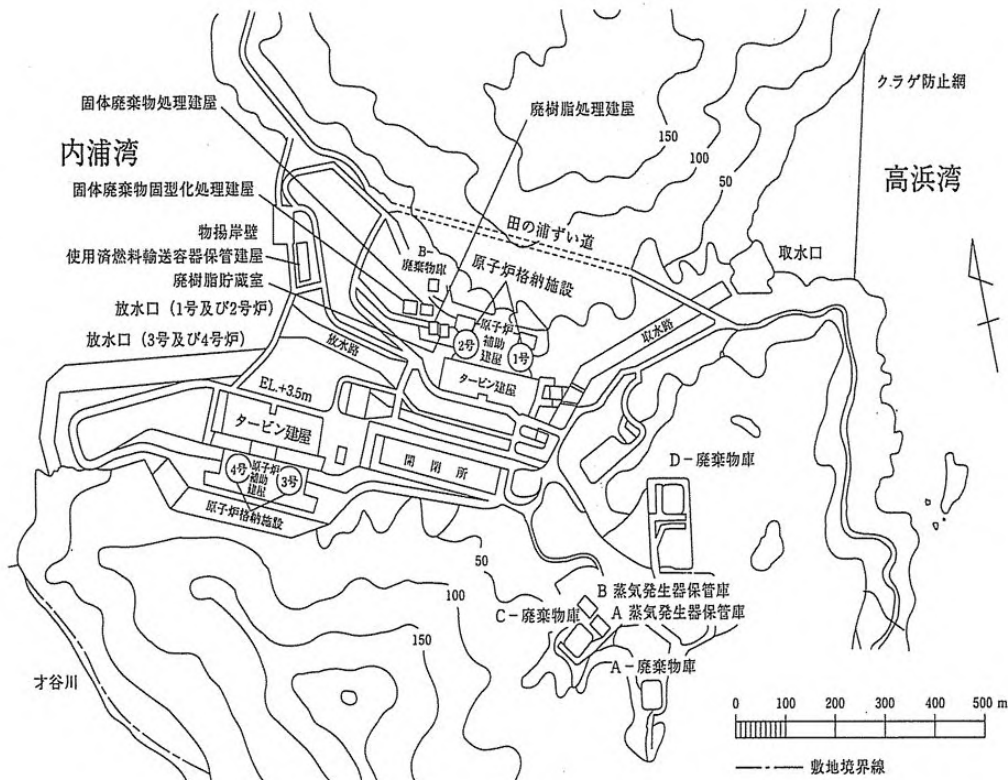 クラゲ防止網
固体廃棄物処理建屋
廃樹脂処理建屋
150
100
50
内浦湾
高浜湾
固体廃棄物固型化処理建屋
田の浦ずい道
物揚岸壁
B-
廃棄物庫
取水口
使用済燃料輸送容器保管建屋
原子炉格納施設
廃樹脂貯蔵室
放水口(1号及び2号炉)
原子炉
補助
建屋
2号
1号
取水路
放水口(3号及び4号炉)
放水路
タービン建屋
EL.+3.5m
タービン建屋
開閉所
D-廃棄物庫
4号
原子炉
補助
建屋
3号
原子炉格納施設
50
100
150
B 蒸気発生器保管庫
C-廃棄物庫
A 蒸気発生器保管庫
A-廃棄物庫
才谷川
0 100 200 300 400 500 m
敷地境界線